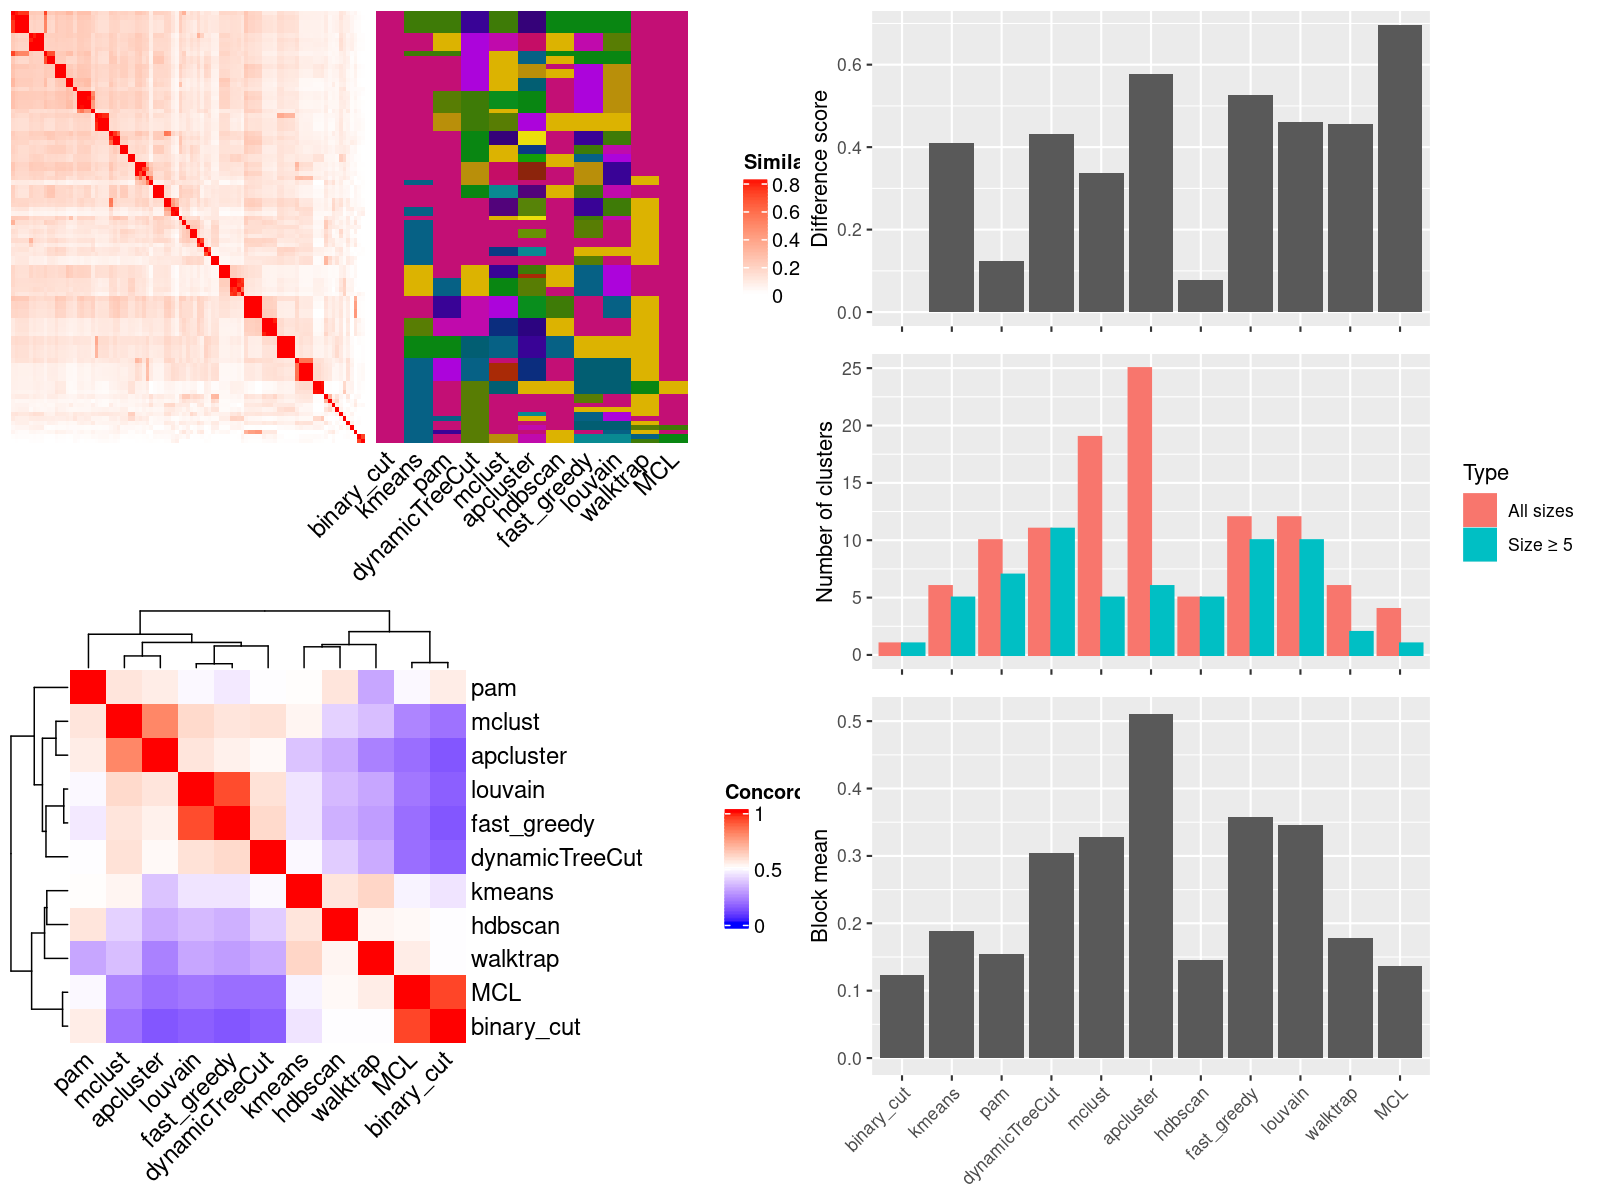 Simila
0.8
0.6
0.4
0.2
0
binary_cut
kmeans
pam
dynamicTreeCut
mclust
apcluster
hdbscan
fast_greedy
louvain
walktrap
MCL
Difference score
0.6
0.4
0.2
0.0
Number of clusters
25
20
15
10
5
0
Type
All sizes
Size ≥ 5
pam
mclust
apcluster
louvain
fast_greedy
dynamicTreeCut
kmeans
hdbscan
walktrap
MCL
binary_cut
pam
mclust
apcluster
louvain
fast_greedy
dynamicTreeCut
kmeans
hdbscan
walktrap
MCL
binary_cut
Concord
1
0.5
0
Block mean
0.5
0.4
0.3
0.2
0.1
0.0
binary_cut
kmeans
pam
dynamicTreeCut
mclust
apcluster
hdbscan
fast_greedy
louvain
walktrap
MCL